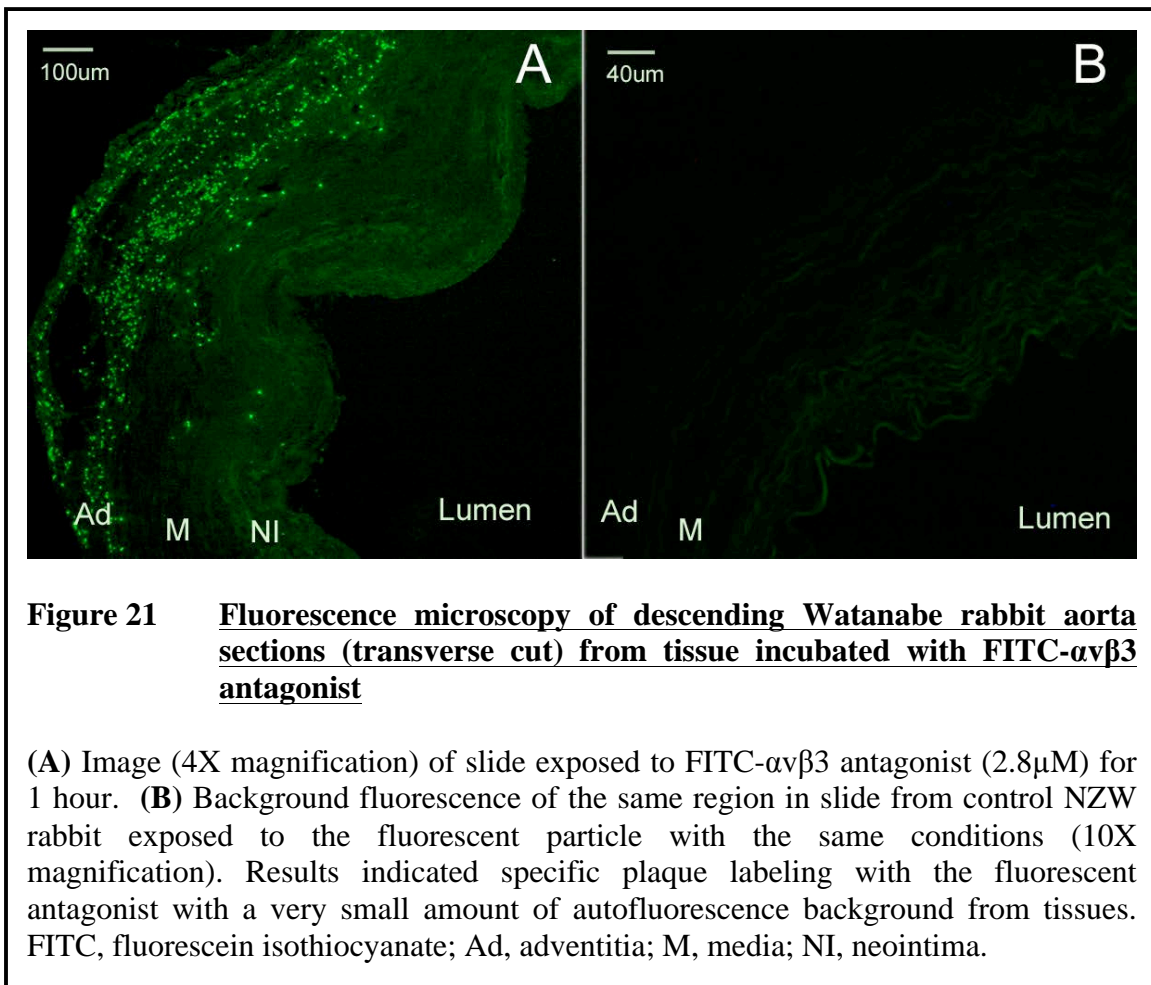 100um
A
Ad
M
NI
Lumen
40um
B
Ad
M
Lumen
Figure 21 Fluorescence microscopy of descending Watanabe rabbit aorta
sections (transverse cut) from tissue incubated with FITC-αvβ3
antagonist
(A) Image (4X magnification) of slide exposed to FITC-αvβ3 antagonist (2.8μM) for
1 hour. (B) Background fluorescence of the same region in slide from control NZW
rabbit exposed to the fluorescent particle with the same conditions (10X
magnification). Results indicated specific plaque labeling with the fluorescent
antagonist with a very small amount of autofluorescence background from tissues.
FITC, fluorescein isothiocyanate; Ad, adventitia; M, media; NI, neointima.